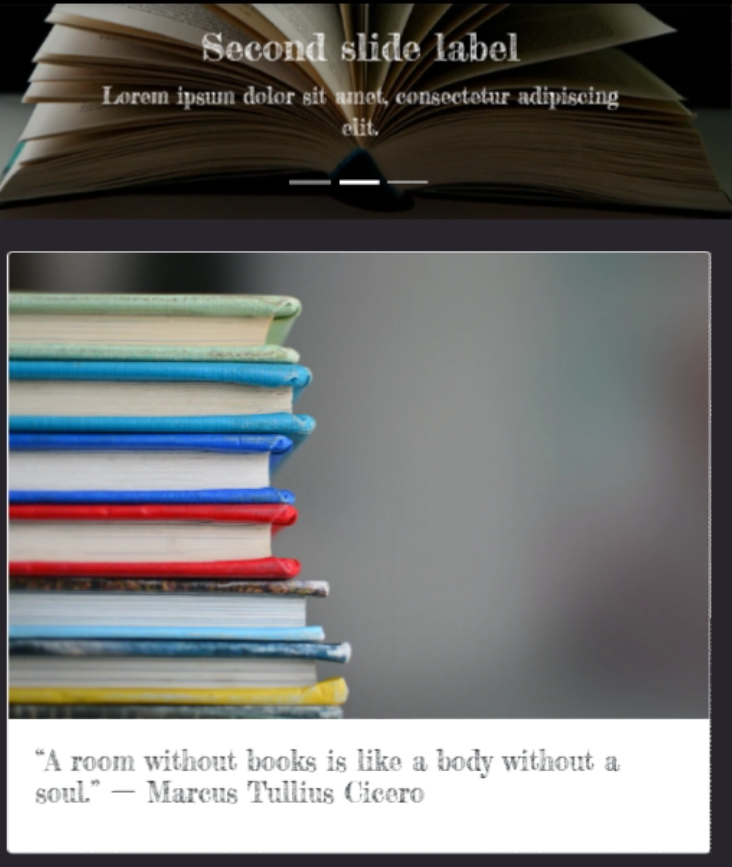 Second slide label
Lorem ipsum dolor sit amet, consectetur adipiscing
elit.
“A room without books is like a body without a
soul.” — Marcus Tullius Cicero